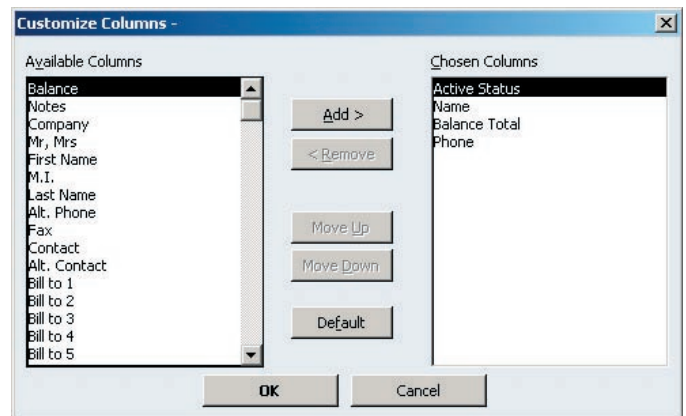 Customize Columns -
Available Columns
Balance
Notes
Company
Mr, Mrs
First Name
M.I.
Last Name
Alt. Phone
Fax
Contact
Alt. Contact
Bill to 1
Bill to 2
Bill to 3
Bill to 4
Bill to 5
Add >
< Remove
Move Up
Move Down
Default
Chosen Columns
Active Status
Name
Balance Total
Phone
OK
Cancel